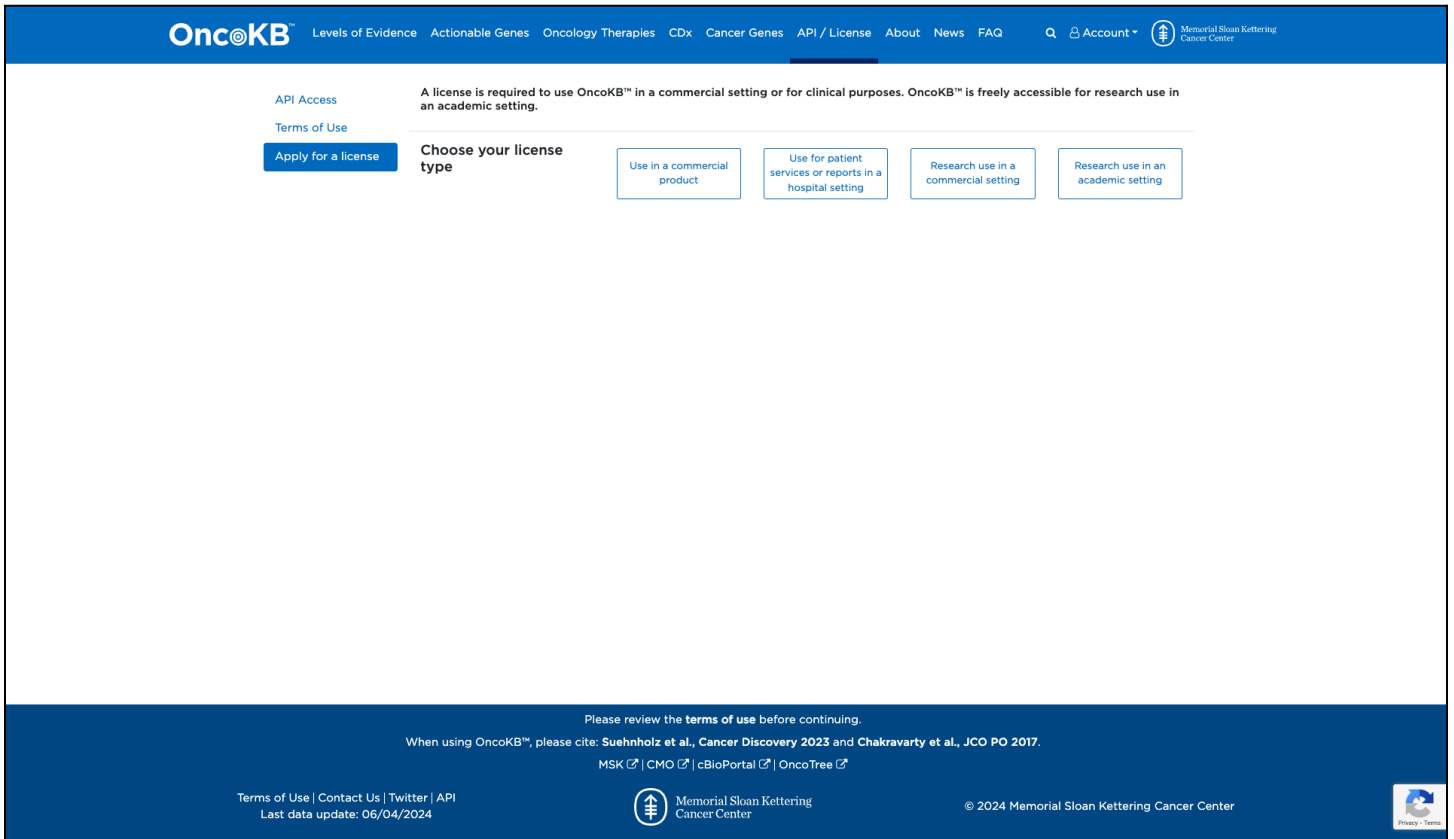 OncoKB™ Levels of Evidence Actionable Genes Oncology Therapies CDx Cancer Genes API / License About News FAQ Account
Memorial Sloan Kettering
Cancer Center
API Access
Terms of Use
Apply for a license
A license is required to use OncoKB™ in a commercial setting or for clinical purposes. OncoKB™ is freely accessible for research use in
an academic setting.
Choose your license
type
Use in a commercial
product
Use for patient
services or reports in a
hospital setting
Research use in a
commercial setting
Research use in an
academic setting
Please review the terms of use before continuing.
When using OncoKB™, please cite: Suehnholz et al., Cancer Discovery 2023 and Chakravarty et al., JCO PO 2017.
MSK | CMO | cBioPortal | OncoTree
Terms of Use | Contact Us | Twitter | API
Last data update: 06/04/2024
Memorial Sloan Kettering
Cancer Center
© 2024 Memorial Sloan Kettering Cancer Center
Privacy - Terms